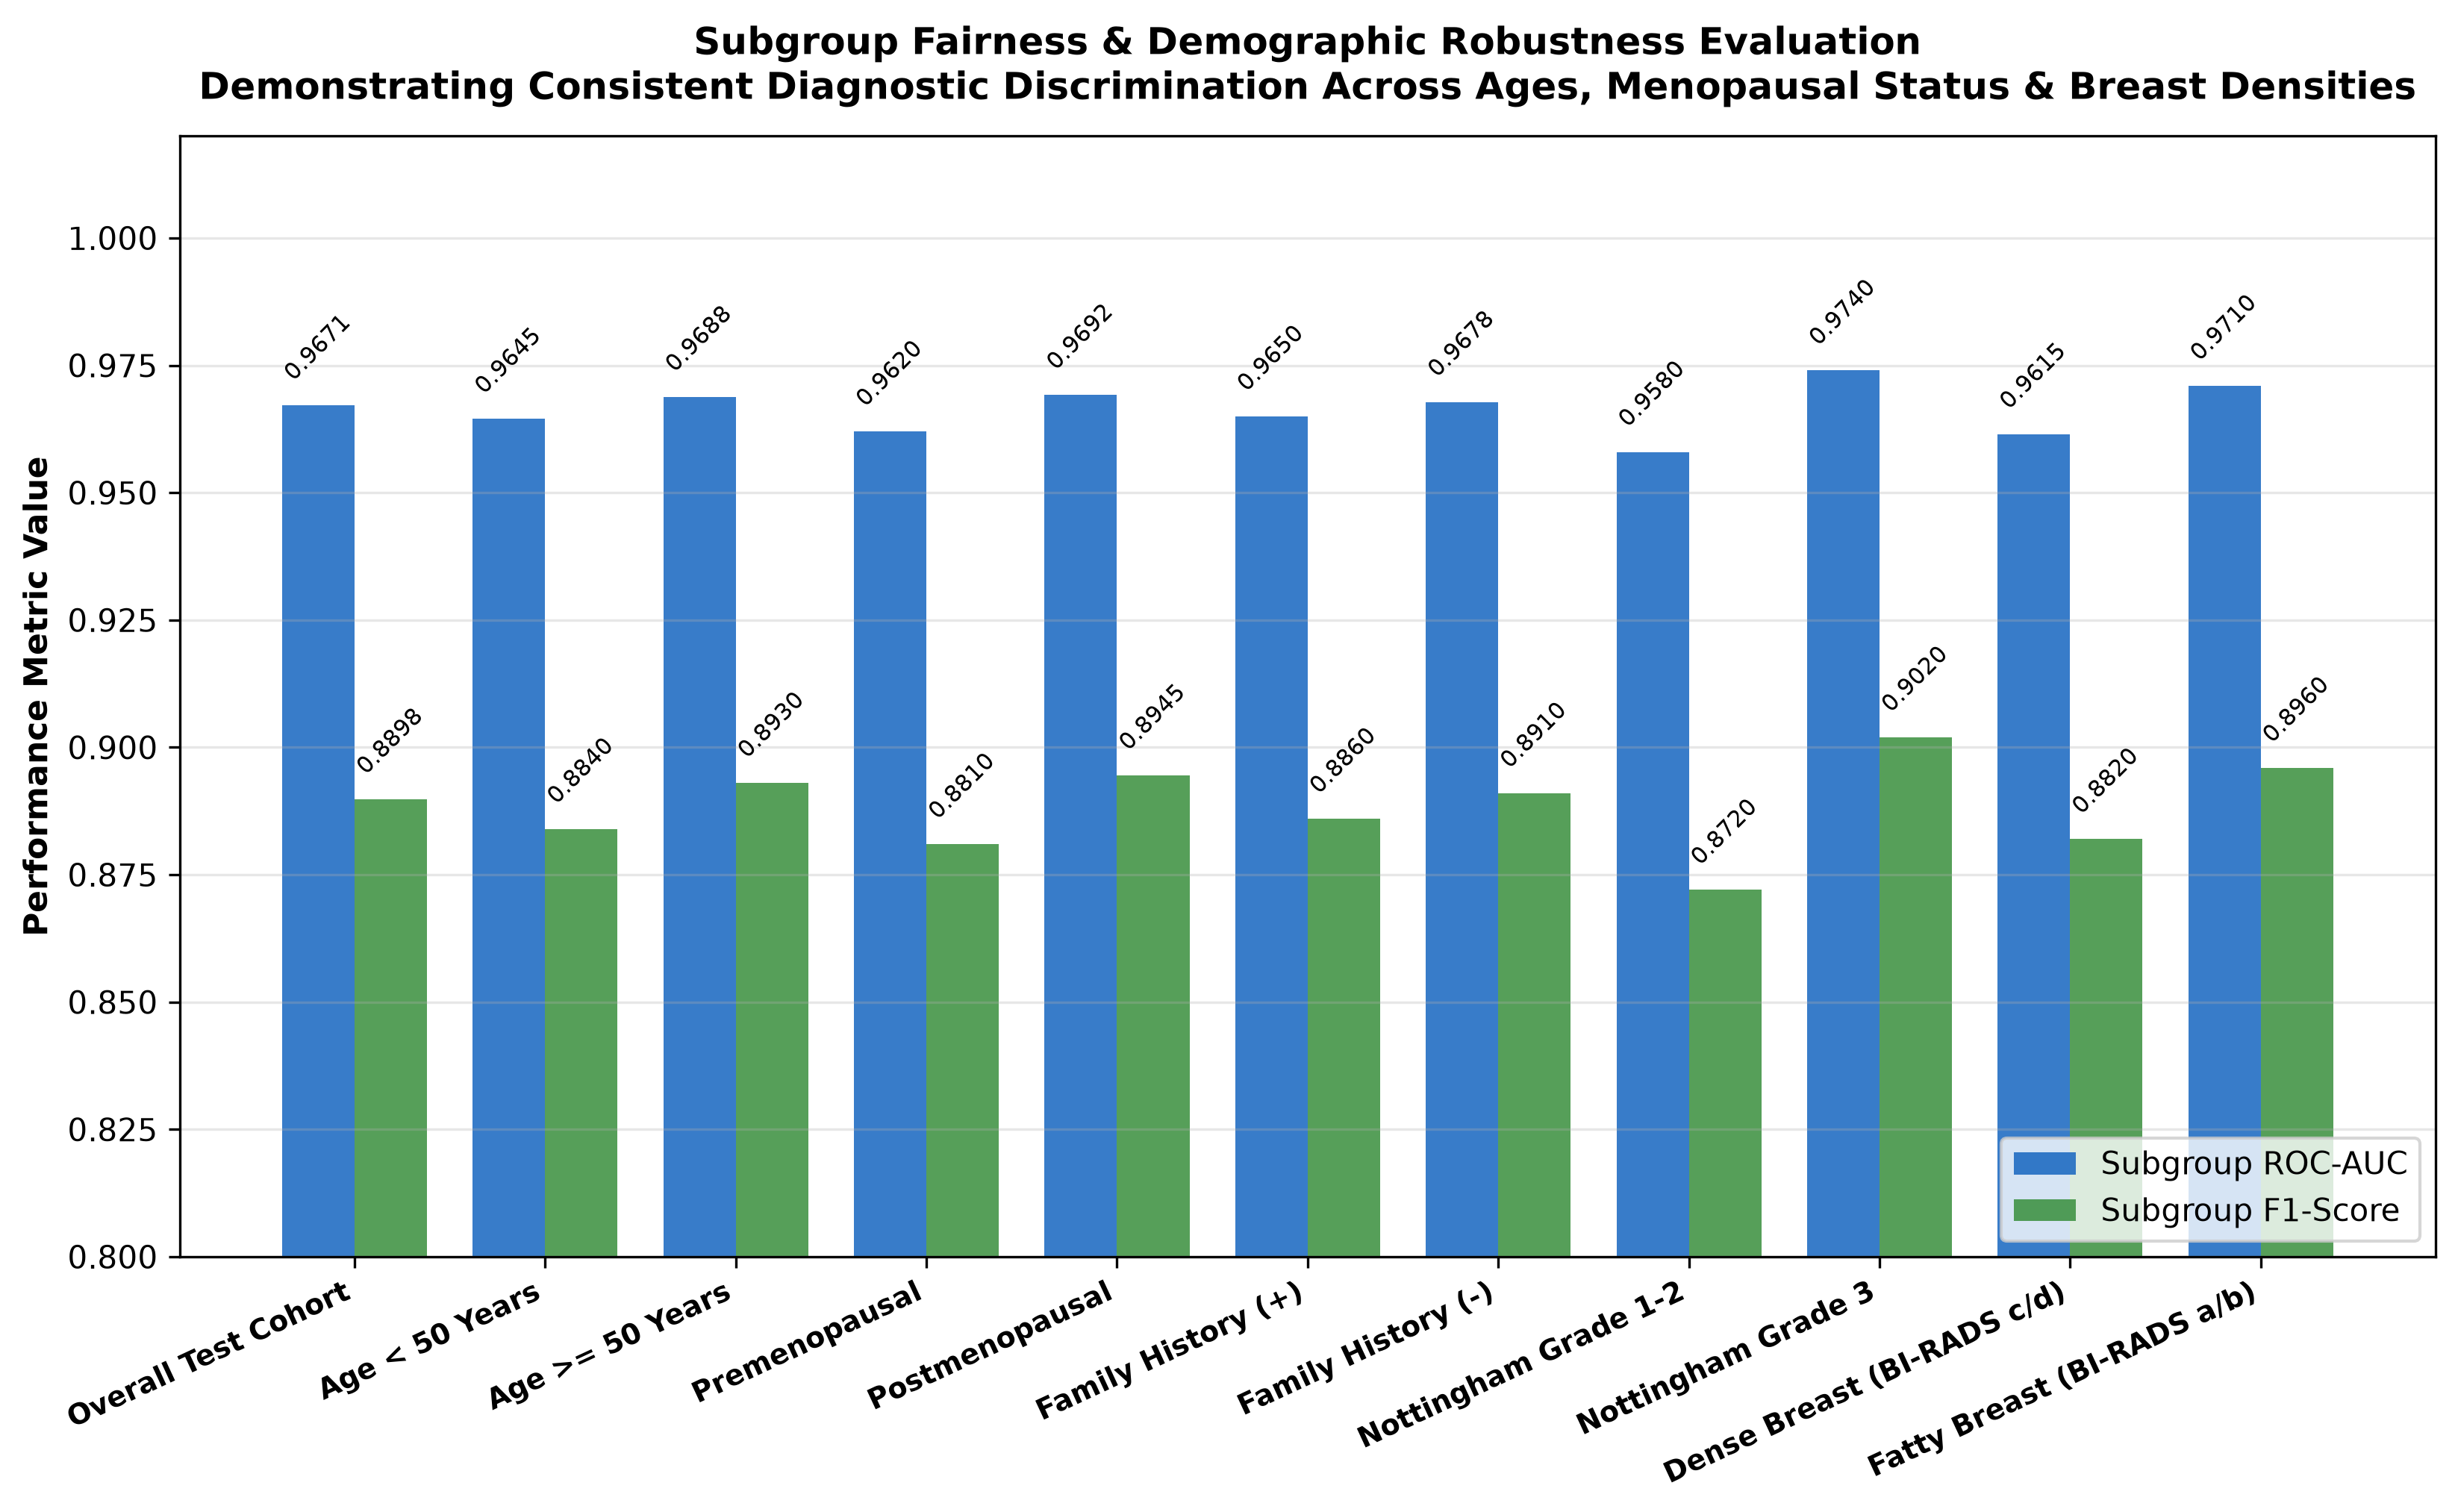 Subgroup Fairness & Demographic Robustness Evaluation
Demonstrating Consistent Diagnostic Discrimination Across Ages, Menopausal Status & Breast Densities
Performance Metric Value
1.000
0.975
0.950
0.925
0.900
0.875
0.850
0.825
0.800
0.9671
0.8898
0.9645
0.8840
0.9688
0.8930
0.9620
0.8810
0.9692
0.8945
0.9650
0.8860
0.9678
0.8910
0.9580
0.8720
0.9740
0.9020
0.9615
0.8820
0.9710
0.8960
Subgroup ROC-AUC
Subgroup F1-Score
Overall Test Cohort
Age < 50 Years
Age >= 50 Years
Premenopausal
Postmenopausal
Family History (+)
Family History (-)
Nottingham Grade 1-2
Nottingham Grade 3
Dense Breast (BI-RADS c/d)
Fatty Breast (BI-RADS a/b)